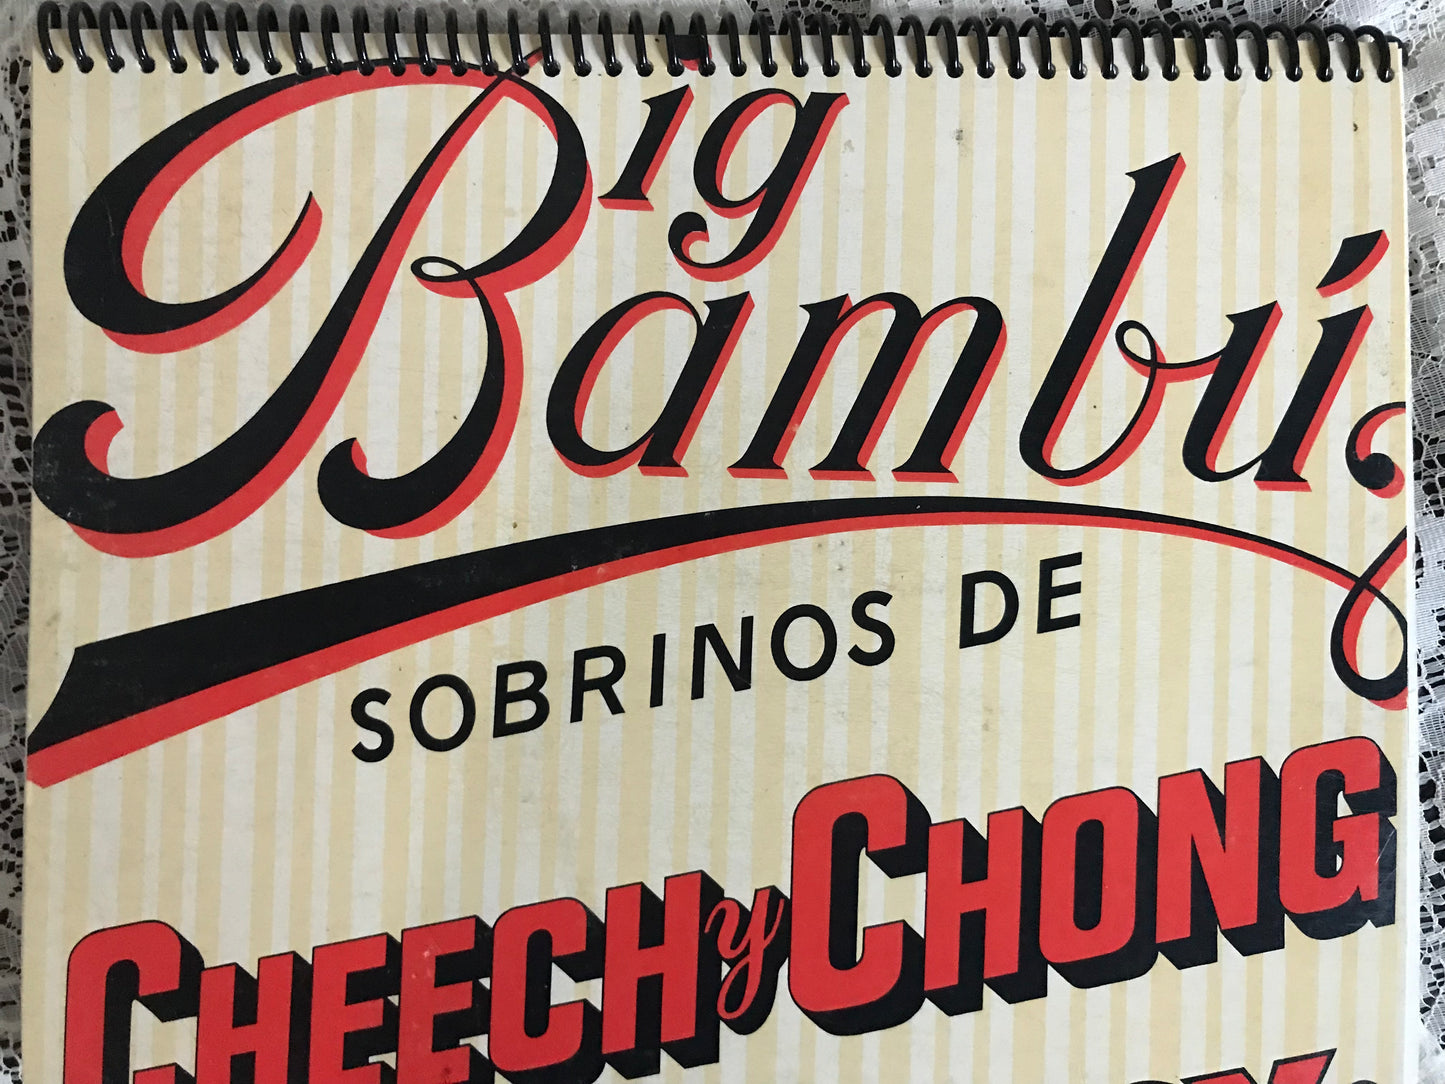 Big
Bambú,
SOBRINOS DE
CHEECH y CHONG